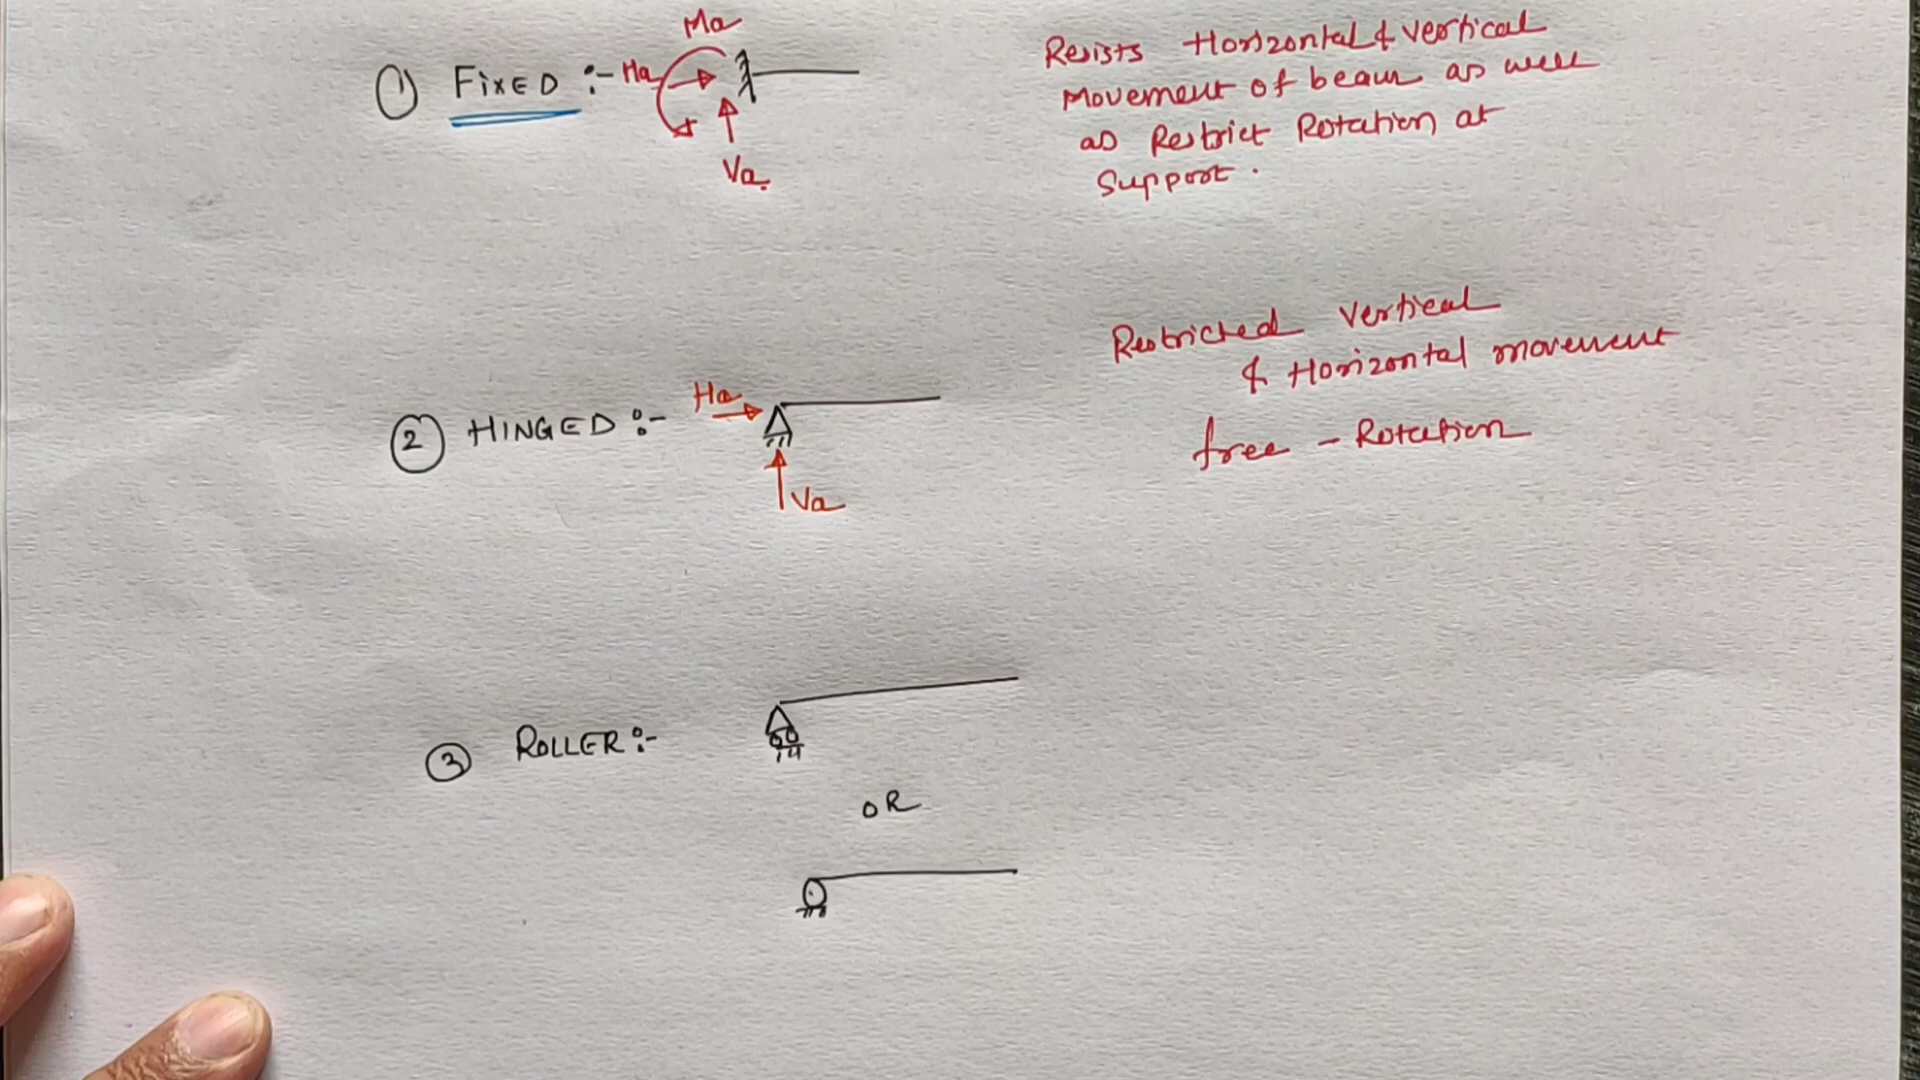 Ma
① FixED :- Ha
Va
Resists Horizontal & Vertical
Movement of beam as well
as Restrict Rotation at
Support.
② HINGED :- Ha
Va
Restricted Vertical
& Horizontal movement
free - Rotation
③ ROLLER :-
OR